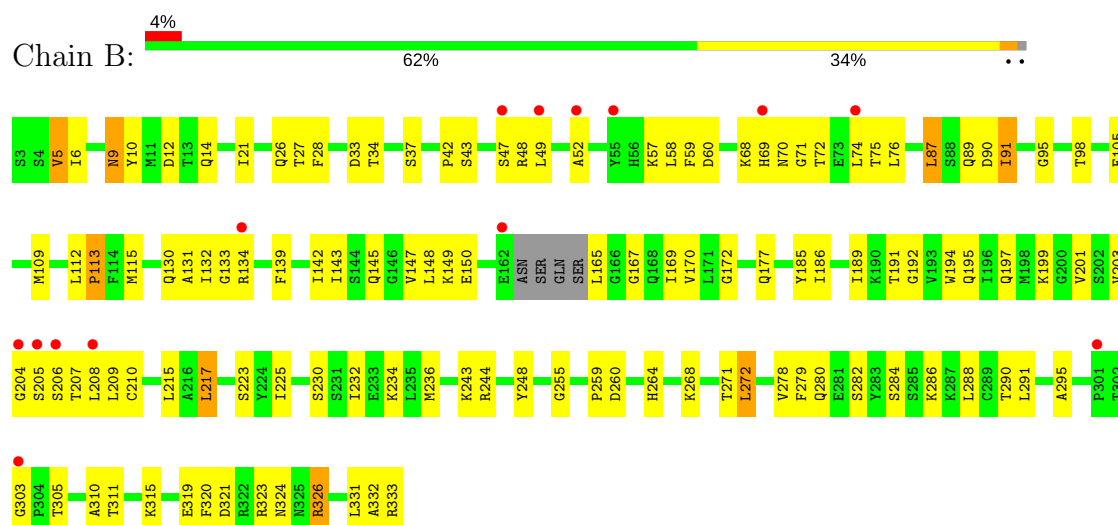 4%
Chain B:
62% 34% • •
S3 S4 V5 I6 N9 Y10 M11 D12 T13 Q14 I21 Q26 T27 F28 D33 T34 S37 P42 S43 S47 R48 L49 A52 Y55 H56 K57 L58 F59 D60 K68 H69 N70 G71 T72 E73 L74 T75 L76 L87 S88 Q89 D90 I91 G95 T98
M109 L112 P113 F114 M115 Q130 A131 I132 G133 R134 F139 I142 I143 S144 Q145 G146 V147 L148 K149 E150 E162 ASN SER GLN SER L165 G166 G167 Q168 I169 V170 L171 G172 Q177 Y185 I186 I189 K190 T191 G192 V193 W194 Q195 I196 Q197 M198 K199 G200 V201 S202
G204 S205 S206 T207 L208 L209 C210 L215 A216 L217 S223 Y224 I225 S230 S231 I232 E233 K234 L235 M236 K243 R244 Y248 G255 P259 D260 H264 K268 T271 L272 V278 F279 Q280 E281 S282 Y283 S284 S285 K286 K287 L288 C289 T290 L291 A295 P301
G303 P304 T305 A310 T311 K315 E319 F320 D321 R322 R323 N324 N325 R326 L331 A332 R333